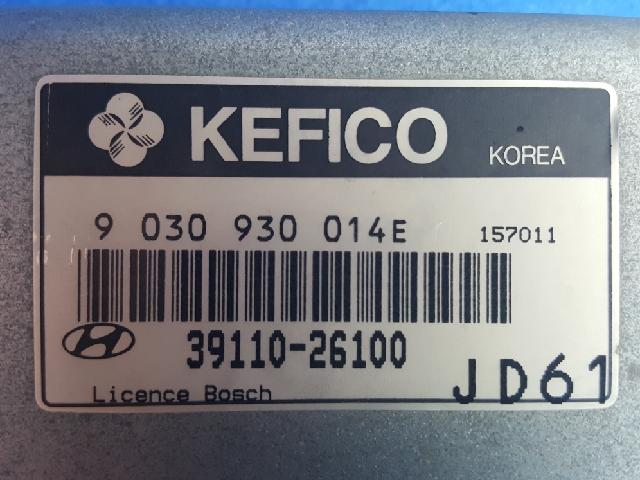 KEFICO KOREA
9 030 930 014E 157011
39110-26100
Licence Bosch JD61